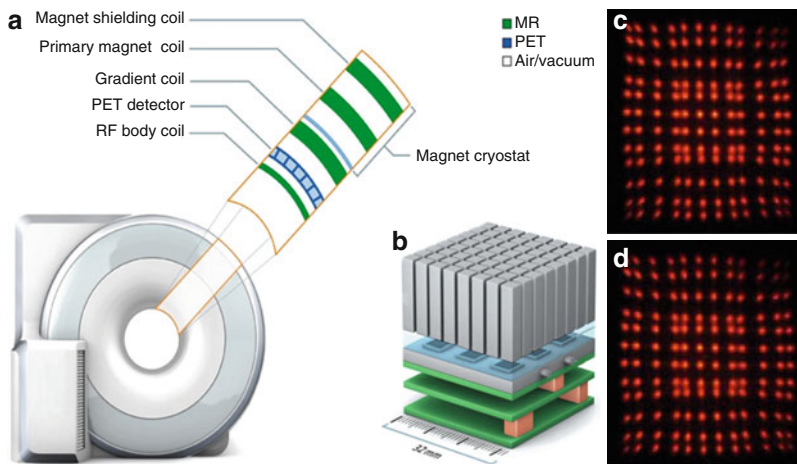 a
Magnet shielding coil
Primary magnet coil
Gradient coil
PET detector
RF body coil
MR
PET
Air/vacuum
Magnet cryostat
b
32 mm
c
d